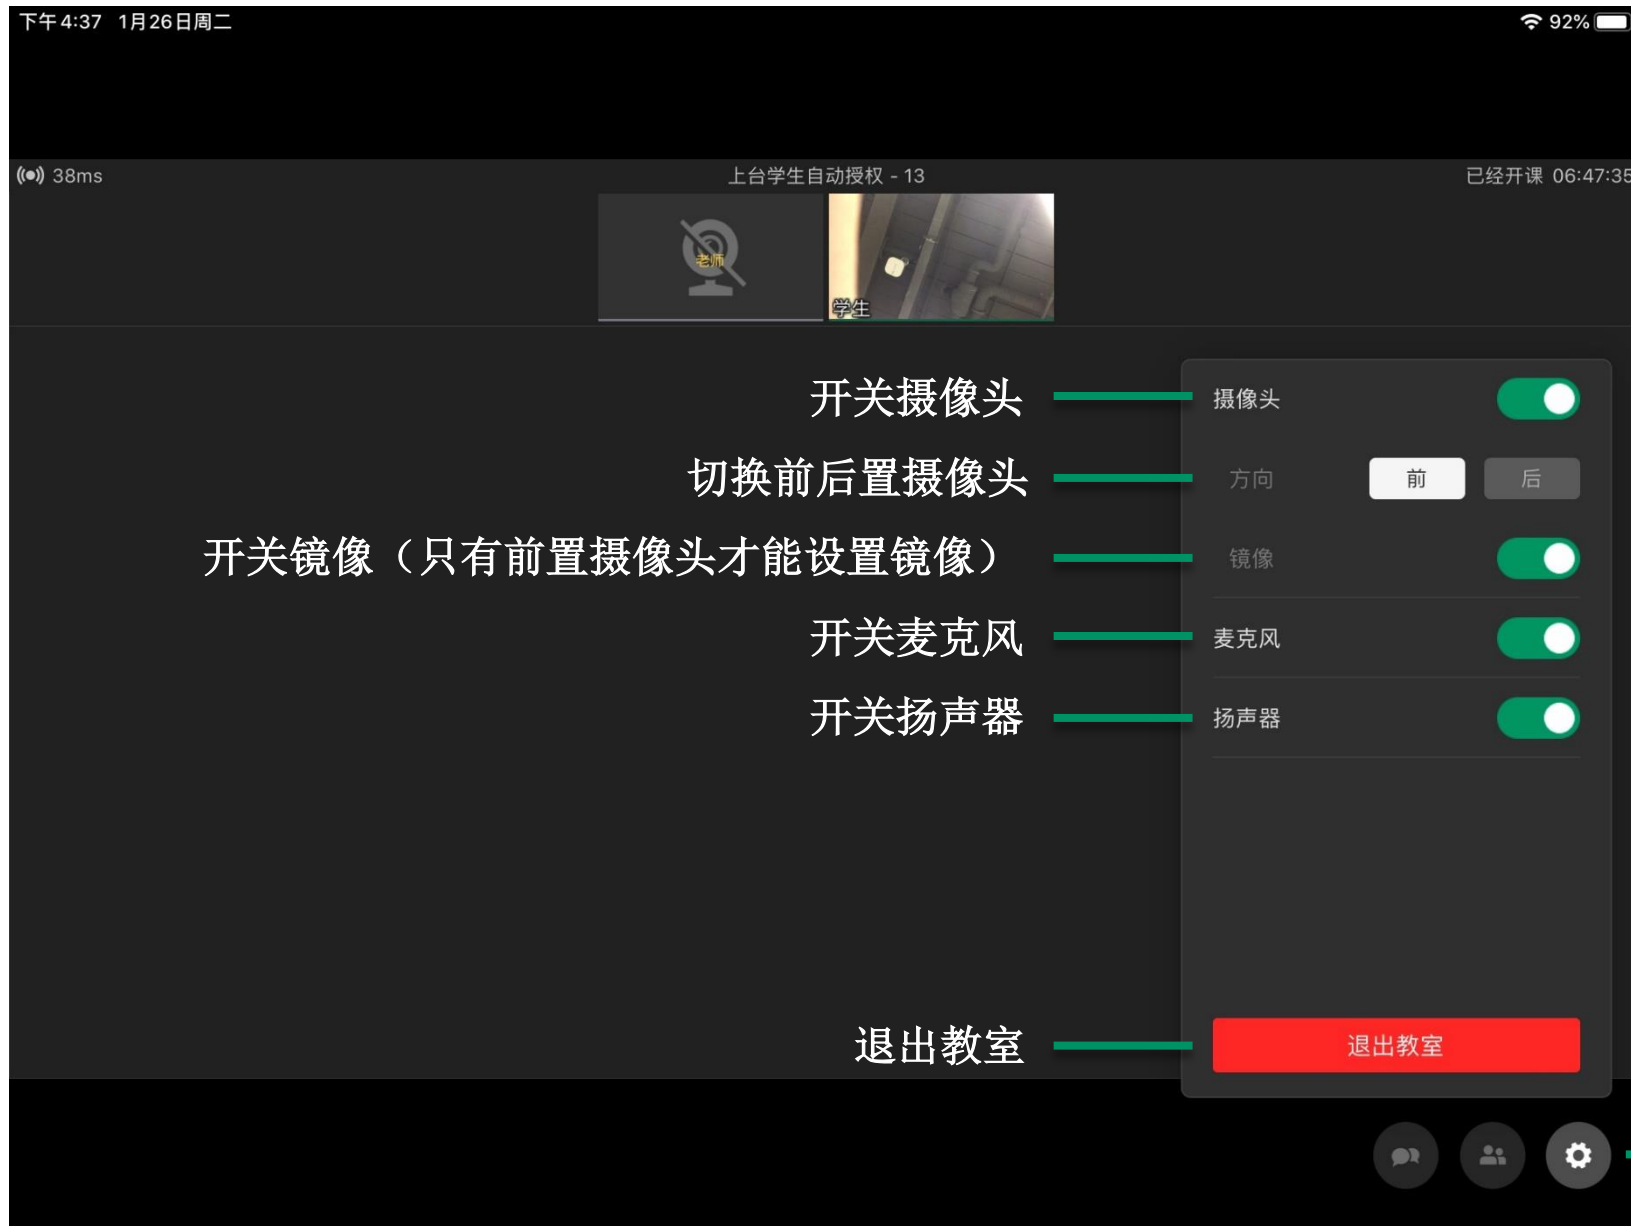 下午4:37 1月26日周二
92%
38ms
上台学生自动授权 - 13
已经开课 06:47:35
老师
学生
开关摄像头
摄像头
切换前后置摄像头
方向
前
后
开关镜像（只有前置摄像头才能设置镜像）
镜像
开关麦克风
麦克风
开关扬声器
扬声器
退出教室
退出教室